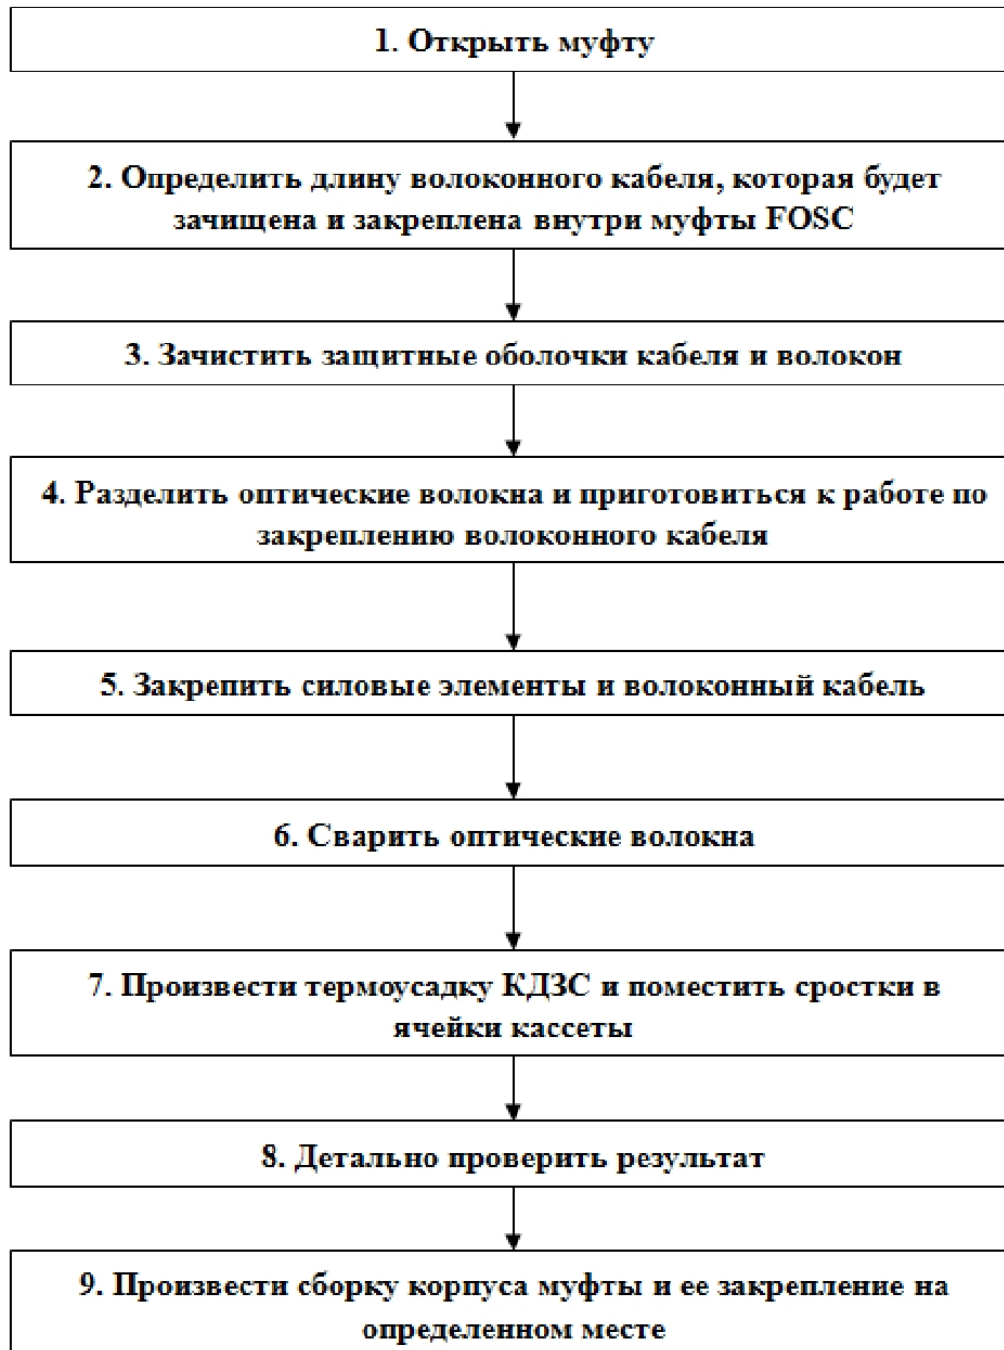 1. Открыть муфту
2. Определить длину волоконного кабеля, которая будет
зачищена и закреплена внутри муфты FOSC
3. Зачистить защитные оболочки кабеля и волокон
4. Разделить оптические волокна и приготовиться к работе по
закреплению волоконного кабеля
5. Закрепить силовые элементы и волоконный кабель
6. Сварить оптические волокна
7. Произвести термоусадку КДЗС и поместить сростки в
ячейки кассеты
8. Детально проверить результат
9. Произвести сборку корпуса муфты и ее закрепление на
определенном месте